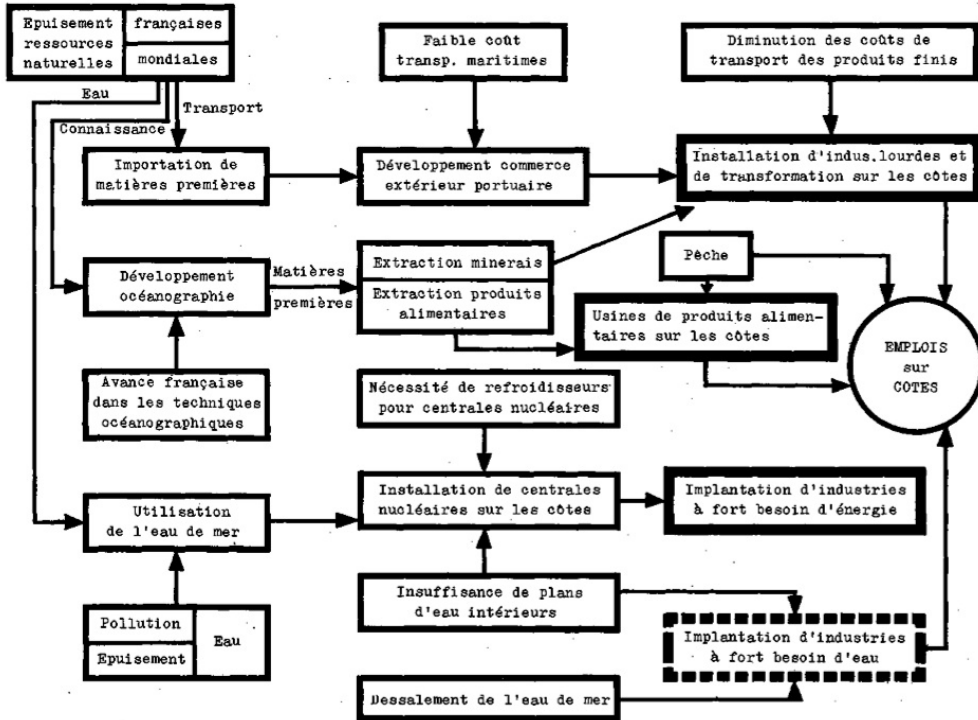 Epuisement
ressources
naturelles
françaises
mondiales
Faible coût
transp. maritimes
Diminution des coûts de
transport des produits finis
Eau
Transport
Connaissance
Importation de
matières premières
Développement commerce
extérieur portuaire
Installation d'indus.lourdes et
de transformation sur les côtes
Développement
océanographie
Matières
premières
Extraction minerais
Extraction produits
alimentaires
Pêche
Usines de produits alimen-
taires sur les côtes
EMPLOIS
sur
COTES
Avance française
dans les techniques
océanographiques
Nécessité de refroidisseurs
pour centrales nucléaires
Utilisation
de l'eau de mer
Installation de centrales
nucléaires sur les côtes
Implantation d'industries
à fort besoin d'énergie
Insuffisance de plans
d'eau intérieurs
Pollution
Epuisement
Eau
Implantation d'industries
à fort besoin d'eau
Dessalement de l'eau de mer